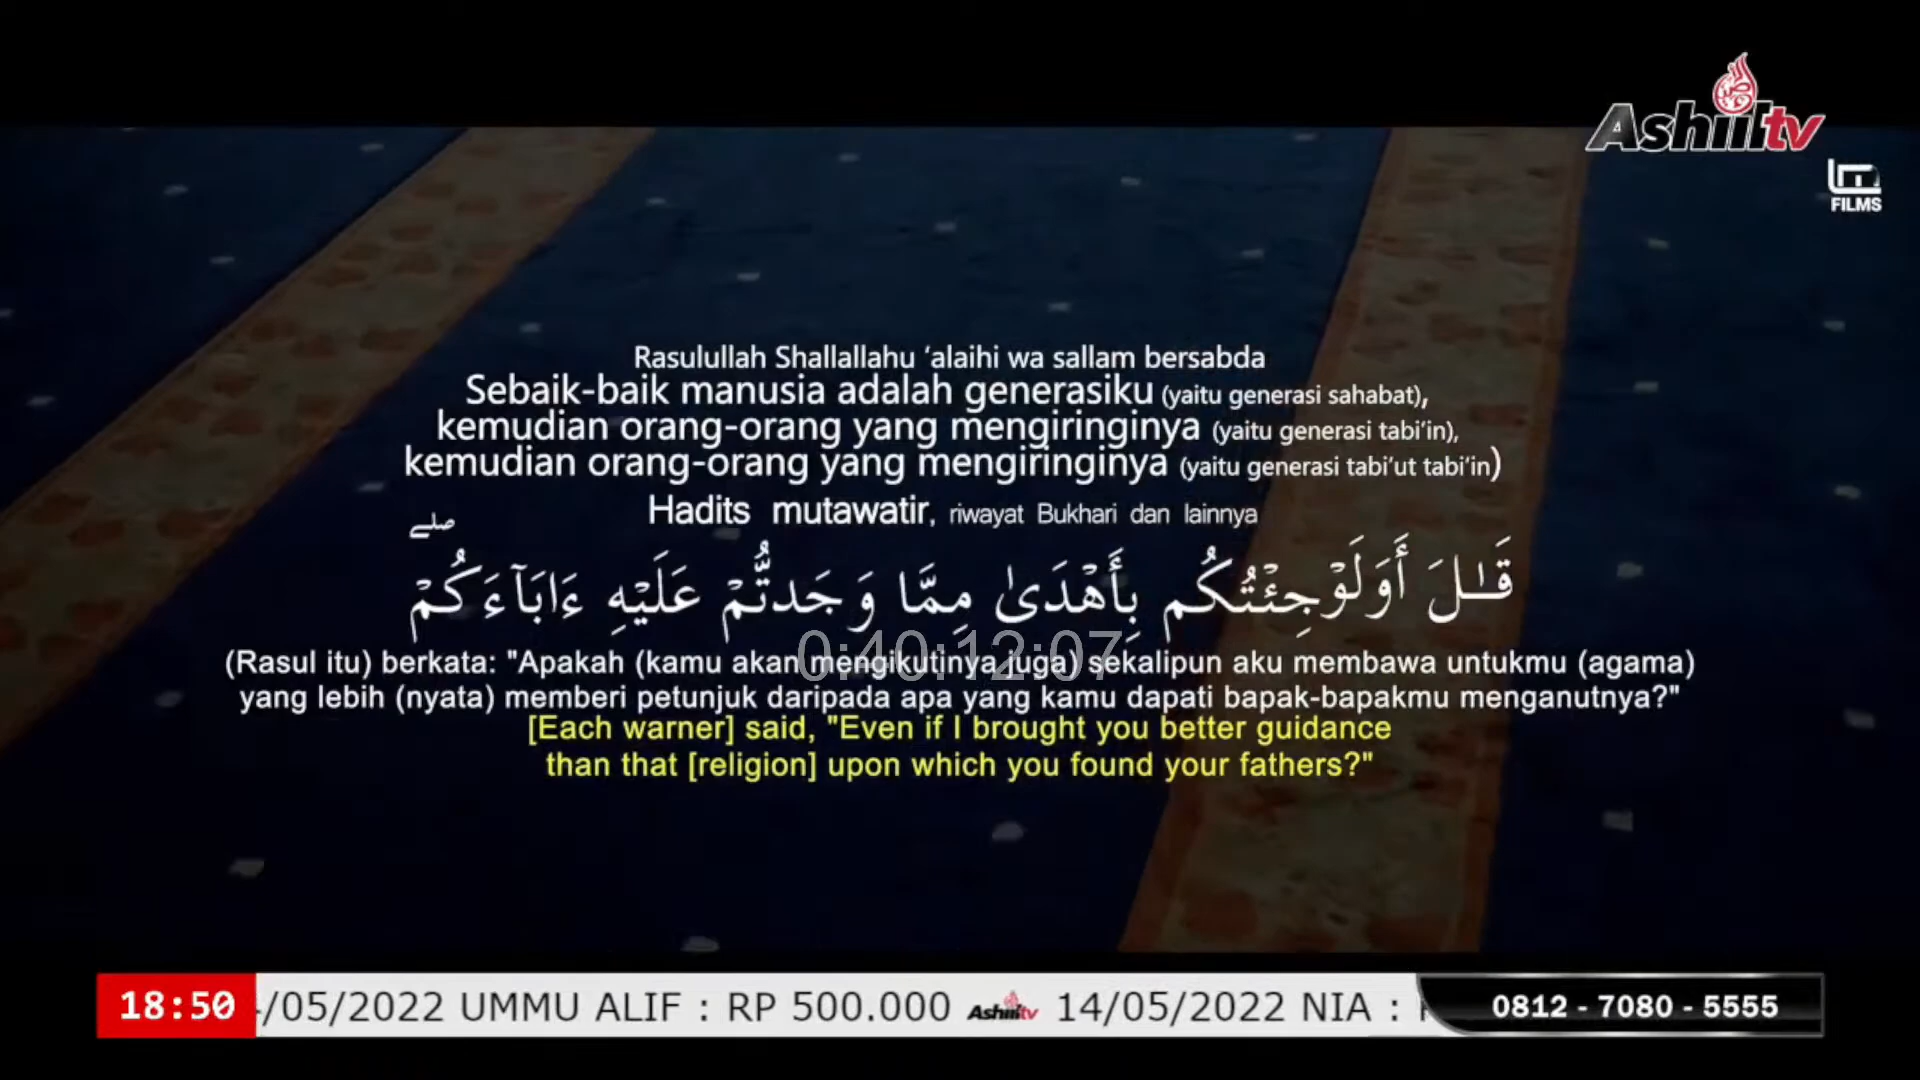 Ashiil tv
LM
FILMS
Rasulullah Shallallahu ‘alaihi wa sallam bersabda
Sebaik-baik manusia adalah generasiku (yaitu generasi sahabat),
kemudian orang-orang yang mengiringinya (yaitu generasi tabi’in),
kemudian orang-orang yang mengiringinya (yaitu generasi tabi’ut tabi’in)
Hadits mutawatir, riwayat Bukhari dan lainnya
قَـٰلَ أَوَلَوْ جِئْتُكُم بِأَهْدَىٰ مِمَّا وَجَدتُّمْ عَلَيْهِ ءَابَآءَكُمْ ۖ
0:40:12:07
(Rasul itu) berkata: "Apakah (kamu akan mengikutinya juga) sekalipun aku membawa untukmu (agama)
yang lebih (nyata) memberi petunjuk daripada apa yang kamu dapati bapak-bapakmu menganutnya?"
[Each warner] said, "Even if I brought you better guidance
than that [religion] upon which you found your fathers?"
18:50 /05/2022 UMMU ALIF : RP 500.000 Ashiil tv 14/05/2022 NIA : 0812 - 7080 - 5555